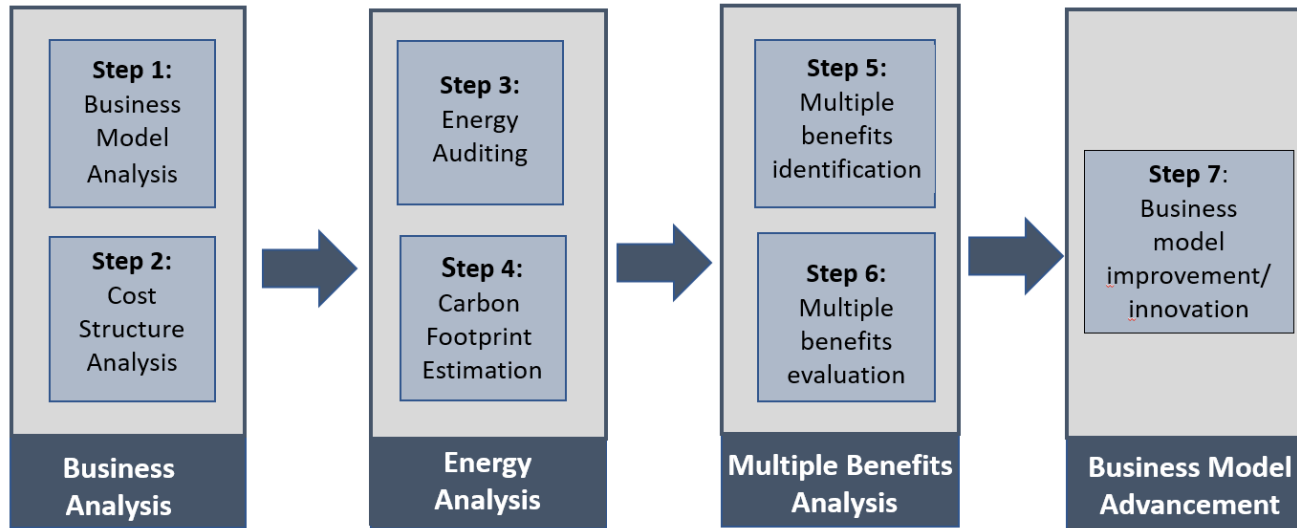 Step 1:
Business
Model
Analysis
Step 2:
Cost
Structure
Analysis
Business
Analysis
Step 3:
Energy
Auditing
Step 4:
Carbon
Footprint
Estimation
Energy
Analysis
Step 5:
Multiple
benefits
identification
Step 6:
Multiple
benefits
evaluation
Multiple Benefits
Analysis
Step 7:
Business
model
improvement/
innovation
Business Model
Advancement